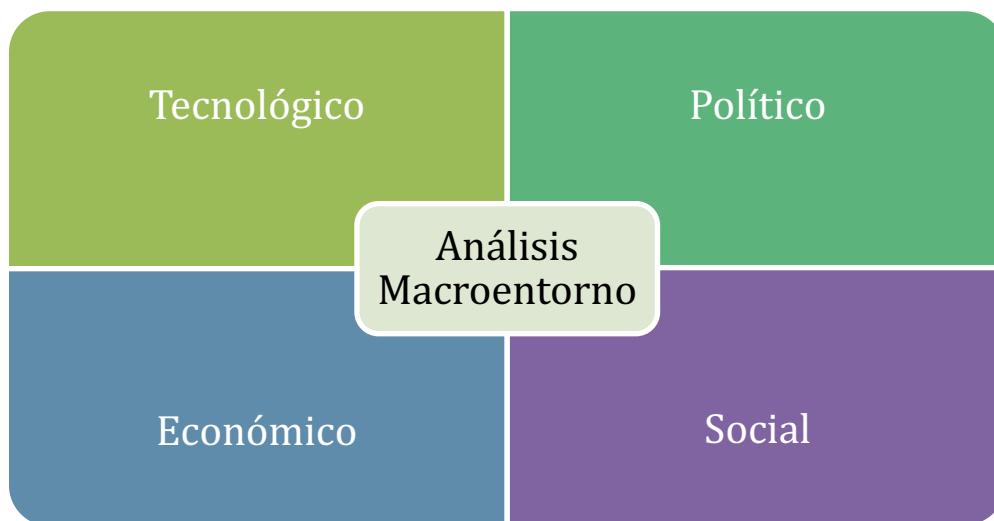 Tecnológico
Político
Análisis
Macroentorno
Económico
Social